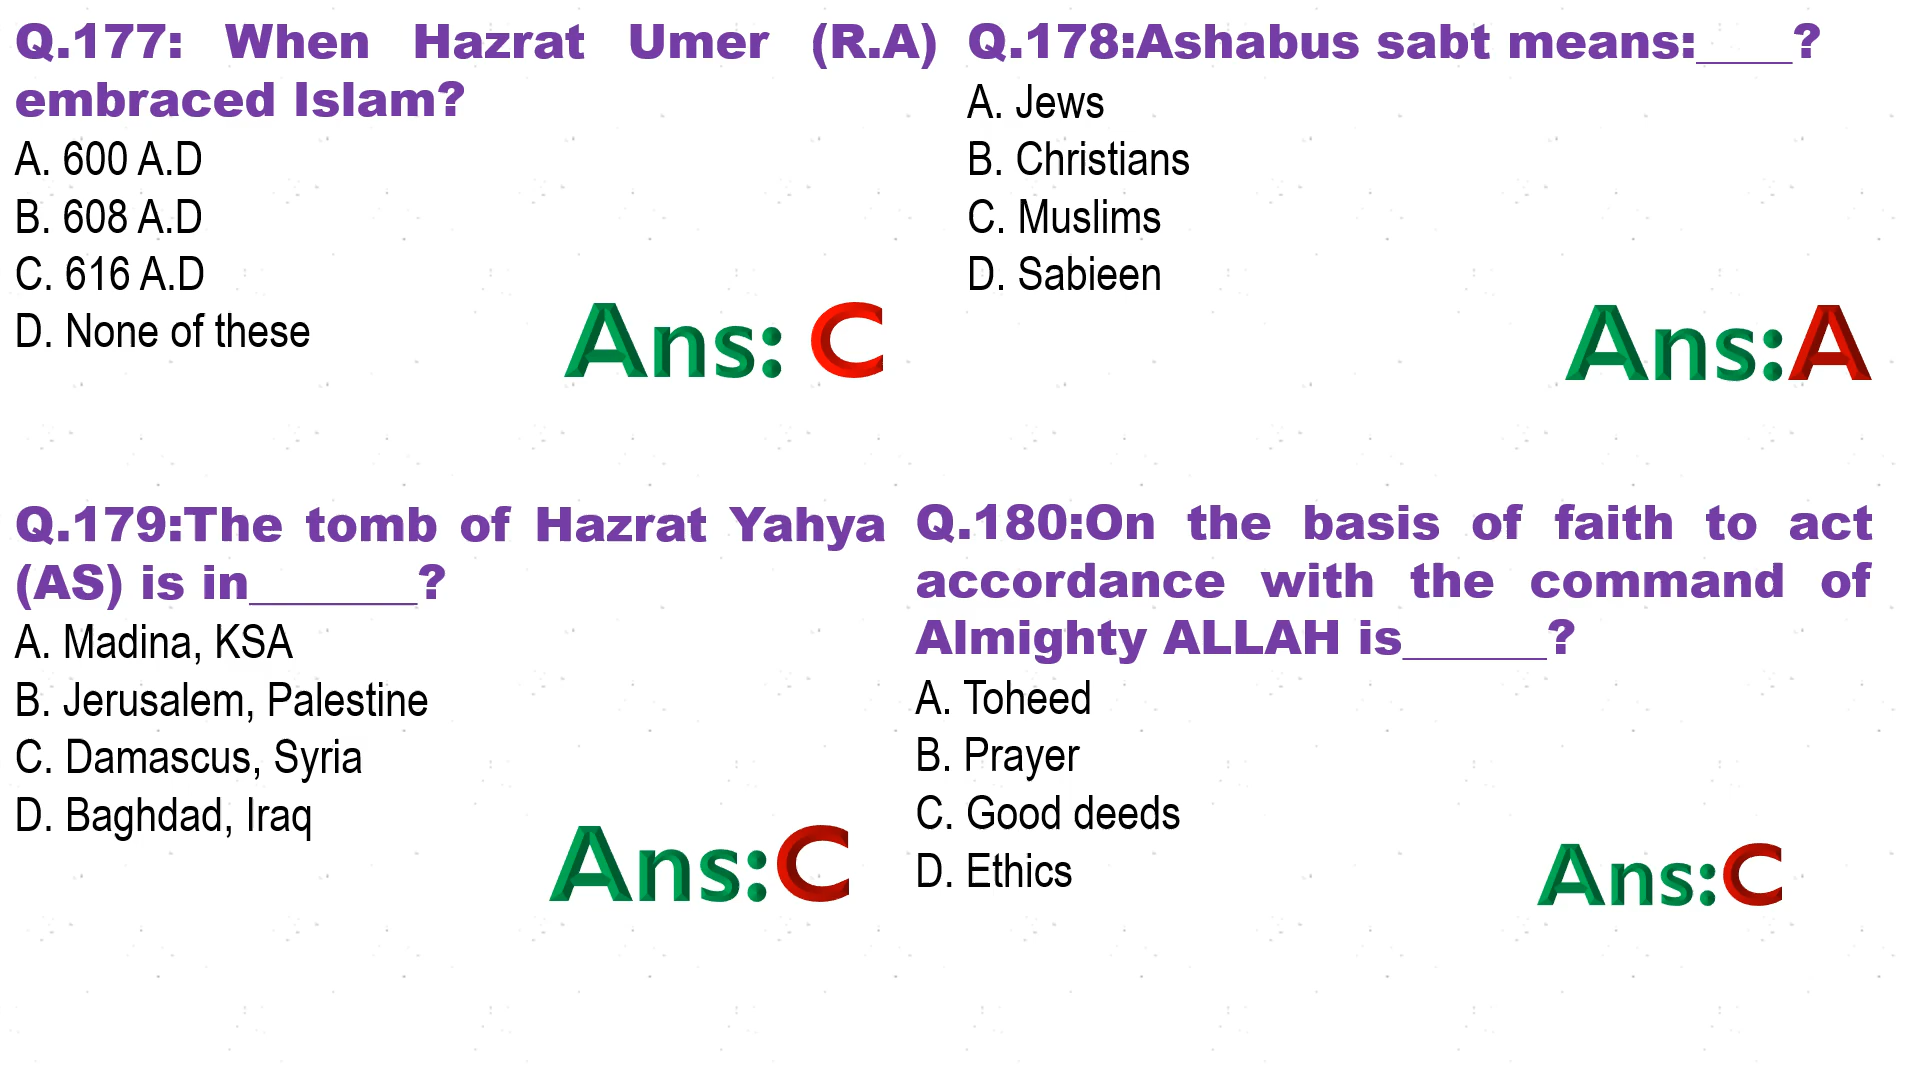 Q.177: When Hazrat Umer (R.A)
embraced Islam?
A. 600 A.D
B. 608 A.D
C. 616 A.D
D. None of these
Ans: C
Q.178:Ashabus sabt means:____?
A. Jews
B. Christians
C. Muslims
D. Sabieen
Ans:A
Q.179:The tomb of Hazrat Yahya
(AS) is in_______?
A. Madina, KSA
B. Jerusalem, Palestine
C. Damascus, Syria
D. Baghdad, Iraq
Ans:C
Q.180:On the basis of faith to act
accordance with the command of
Almighty ALLAH is______?
A. Toheed
B. Prayer
C. Good deeds
D. Ethics
Ans:C